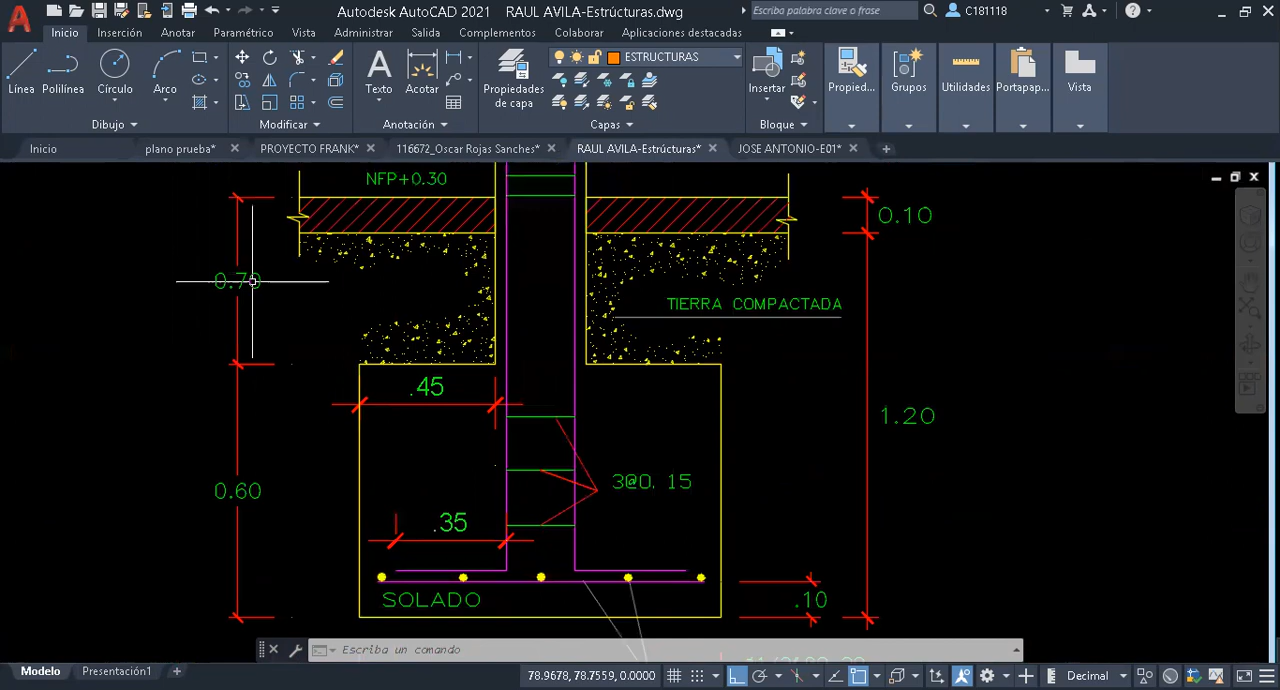 Autodesk AutoCAD 2021 RAUL AVILA-Estrúcturas.dwg
Escriba palabra clave o frase
C181118
Inicio Inserción Anotar Paramétrico Vista Administrar Salida Complementos Colaborar Aplicaciones destacadas
ESTRUCTURAS
Línea Polilínea Círculo Arco Texto Acotar Propiedades de capa Insertar Propied... Grupos Utilidades Portapap... Vista
Dibujo Modificar Anotación Capas Bloque
Inicio plano prueba* PROYECTO FRANK* 116672_Oscar Rojas Sanches* RAUL AVILA-Estrúcturas* JOSE ANTONIO-E01*
NFP+0.30
0.10
0.70
TIERRA COMPACTADA
.45
1.20
3@0. 15
0.60
.35
SOLADO
.10
Escriba un comando
Modelo Presentación1
78.9678, 78.7559, 0.0000
Decimal